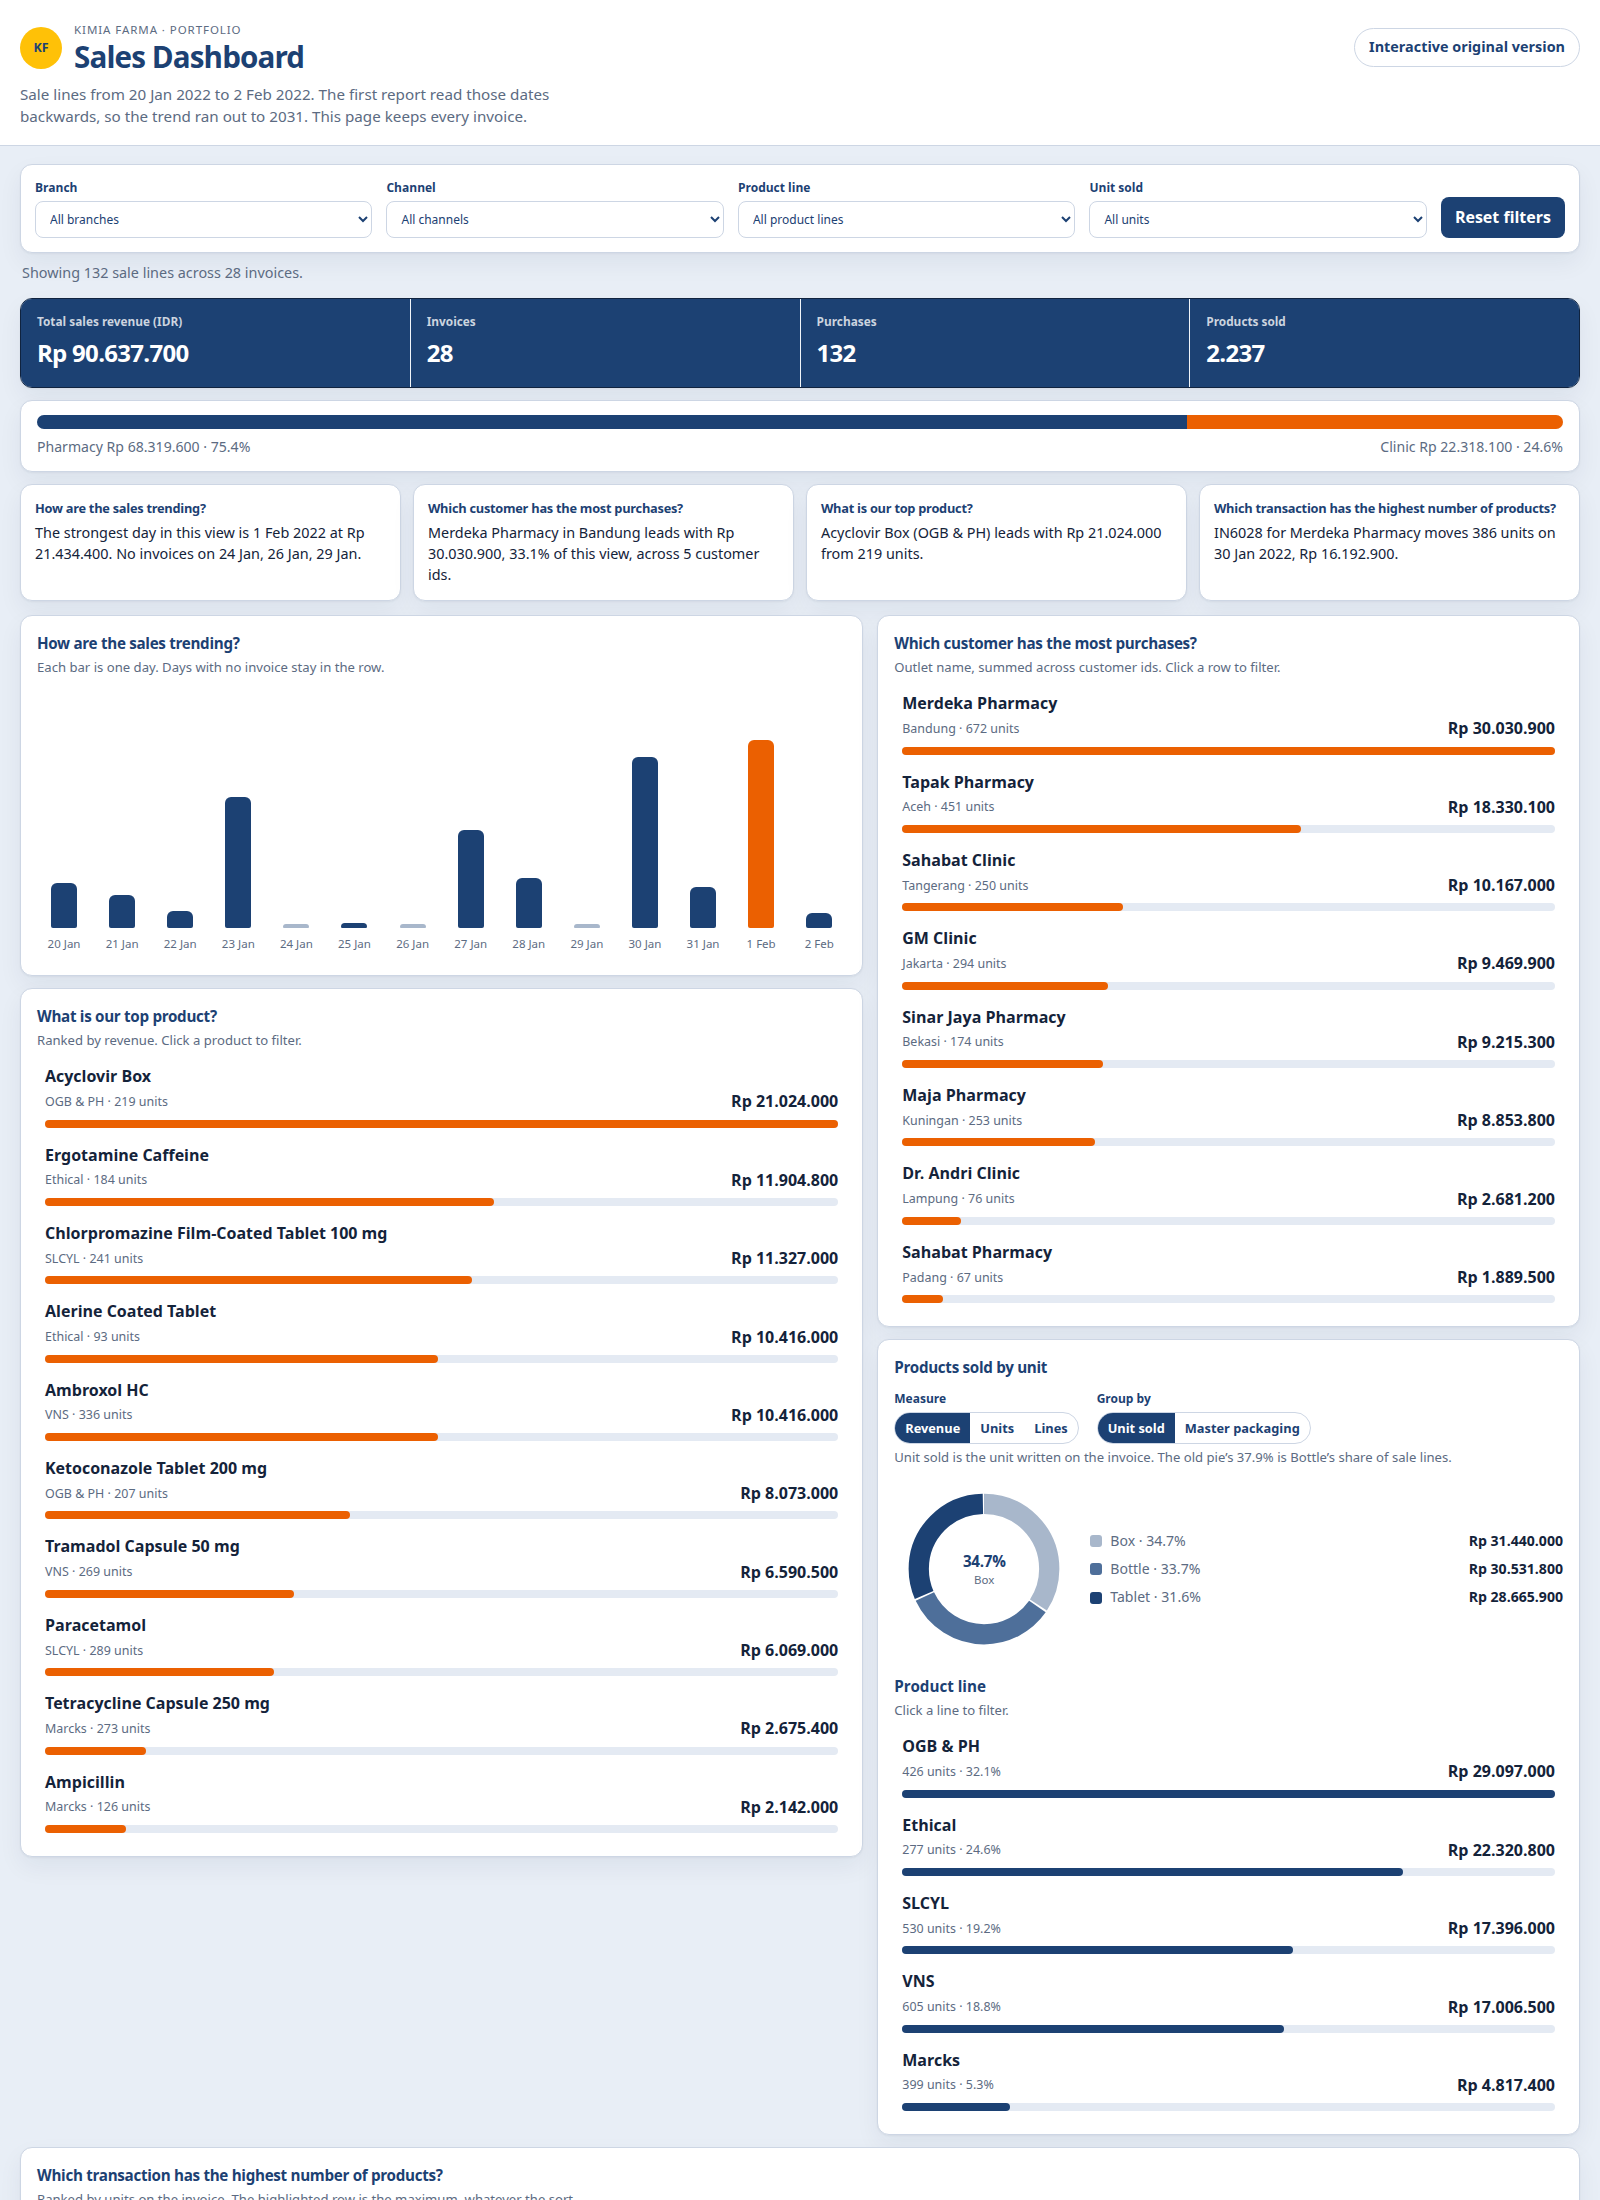 KF
KIMIA FARMA · PORTFOLIO
Sales Dashboard
Interactive original version
Sale lines from 20 Jan 2022 to 2 Feb 2022. The first report read those dates
backwards, so the trend ran out to 2031. This page keeps every invoice.
Branch
Channel
Product line
Unit sold
All branches
All channels
All product lines
All units
Reset filters
Showing 132 sale lines across 28 invoices.
Total sales revenue (IDR)
Rp 90.637.700
Invoices
28
Purchases
132
Products sold
2.237
Pharmacy Rp 68.319.600 · 75.4%
Clinic Rp 22.318.100 · 24.6%
How are the sales trending?
The strongest day in this view is 1 Feb 2022 at Rp
21.434.400. No invoices on 24 Jan, 26 Jan, 29 Jan.
Which customer has the most purchases?
Merdeka Pharmacy in Bandung leads with Rp
30.030.900, 33.1% of this view, across 5 customer
ids.
What is our top product?
Acyclovir Box (OGB & PH) leads with Rp 21.024.000
from 219 units.
Which transaction has the highest number of products?
IN6028 for Merdeka Pharmacy moves 386 units on
30 Jan 2022, Rp 16.192.900.
How are the sales trending?
Each bar is one day. Days with no invoice stay in the row.
20 Jan
21 Jan
22 Jan
23 Jan
24 Jan
25 Jan
26 Jan
27 Jan
28 Jan
29 Jan
30 Jan
31 Jan
1 Feb
2 Feb
What is our top product?
Ranked by revenue. Click a product to filter.
Acyclovir Box
OGB & PH · 219 units
Rp 21.024.000
Ergotamine Caffeine
Ethical · 184 units
Rp 11.904.800
Chlorpromazine Film-Coated Tablet 100 mg
SLCYL · 241 units
Rp 11.327.000
Alerine Coated Tablet
Ethical · 93 units
Rp 10.416.000
Ambroxol HC
VNS · 336 units
Rp 10.416.000
Ketoconazole Tablet 200 mg
OGB & PH · 207 units
Rp 8.073.000
Tramadol Capsule 50 mg
VNS · 269 units
Rp 6.590.500
Paracetamol
SLCYL · 289 units
Rp 6.069.000
Tetracycline Capsule 250 mg
Marcks · 273 units
Rp 2.675.400
Ampicillin
Marcks · 126 units
Rp 2.142.000
Which customer has the most purchases?
Outlet name, summed across customer ids. Click a row to filter.
Merdeka Pharmacy
Bandung · 672 units
Rp 30.030.900
Tapak Pharmacy
Aceh · 451 units
Rp 18.330.100
Sahabat Clinic
Tangerang · 250 units
Rp 10.167.000
GM Clinic
Jakarta · 294 units
Rp 9.469.900
Sinar Jaya Pharmacy
Bekasi · 174 units
Rp 9.215.300
Maja Pharmacy
Kuningan · 253 units
Rp 8.853.800
Dr. Andri Clinic
Lampung · 76 units
Rp 2.681.200
Sahabat Pharmacy
Padang · 67 units
Rp 1.889.500
Products sold by unit
Measure
Group by
Revenue
Units
Lines
Unit sold
Master packaging
Unit sold is the unit written on the invoice. The old pie’s 37.9% is Bottle’s share of sale lines.
34.7%
Box
Box · 34.7%
Rp 31.440.000
Bottle · 33.7%
Rp 30.531.800
Tablet · 31.6%
Rp 28.665.900
Product line
Click a line to filter.
OGB & PH
426 units · 32.1%
Rp 29.097.000
Ethical
277 units · 24.6%
Rp 22.320.800
SLCYL
530 units · 19.2%
Rp 17.396.000
VNS
605 units · 18.8%
Rp 17.006.500
Marcks
399 units · 5.3%
Rp 4.817.400
Which transaction has the highest number of products?
Ranked by units on the invoice. The highlighted row is the maximum, whatever the sort.